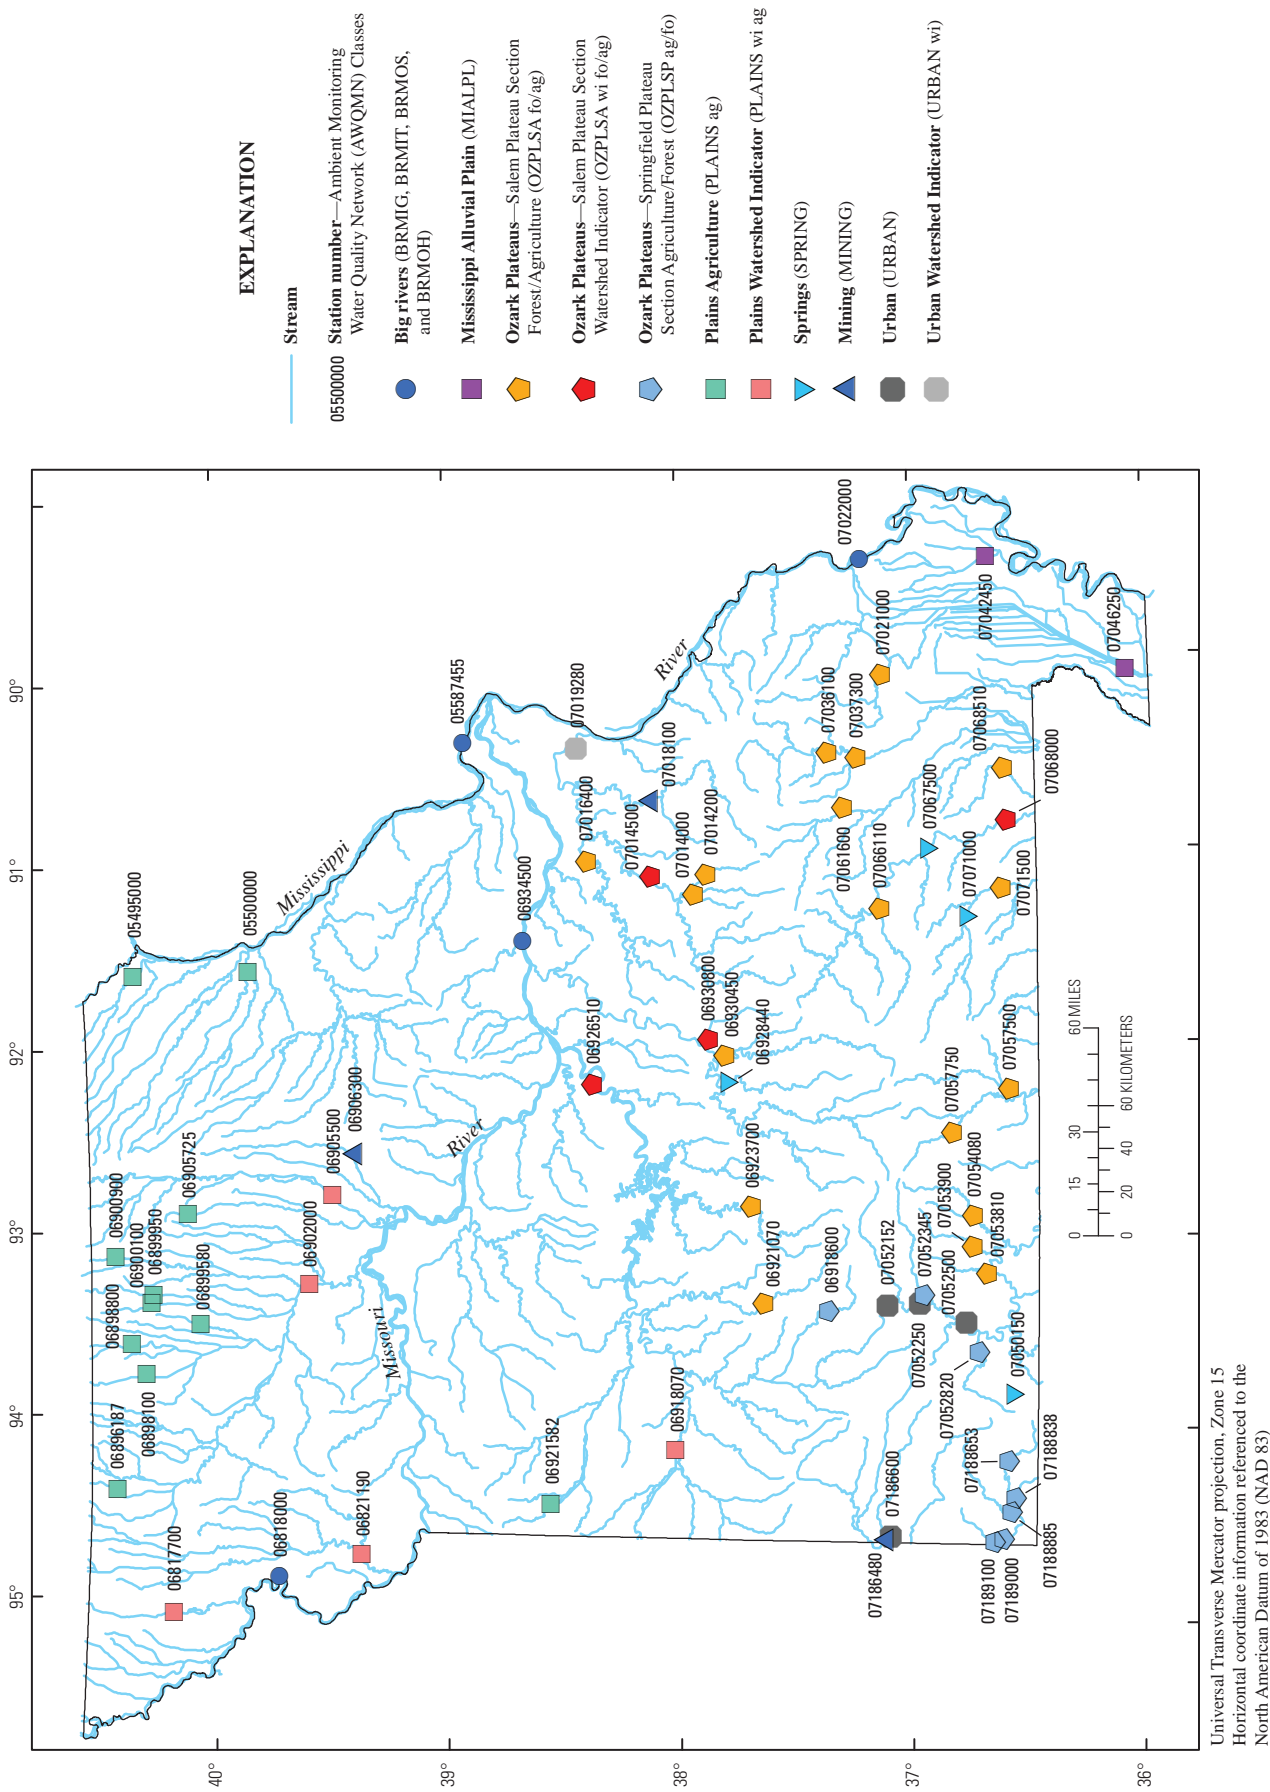 95°
94°
93°
92°
91°
90°
40
39
38
37
36°
06817700
06818000
06821190
06896187
06898100
06898800
06899580
06900100
06899950
06900900
06905725
06902000
06905500
06906300
05495000
05500000
Mississippi
River
Missouri
River
05587455
06934500
06926510
07019280
07016400
07014500
07018100
07014000
07014200
06930800
06930450
06928440
06921582
06918070
06923700
06921070
06918600
07022000
07021000
07036100
07037300
07061600
07066110
07067500
07071000
07071500
07068510
07068000
07042450
07046250
07057500
07057750
07054080
07053900
07053810
07052152
07052345
07052500
07052250
07052820
07050150
07186600
07186480
07188653
07188838
07188885
07189000
07189100
0 15 30 60 MILES
0 20 40 60 KILOMETERS
Universal Transverse Mercator projection, Zone 15
Horizontal coordinate information referenced to the
North American Datum of 1983 (NAD 83)
EXPLANATION
Stream
05500000 Station number—Ambient Monitoring
Water Quality Network (AWQMN) Classes
Big rivers (BRMIG, BRMIT, BRMOS,
and BRMOH)
Mississippi Alluvial Plain (MIALPL)
Ozark Plateaus—Salem Plateau Section
Forest/Agriculture (OZPLSA fo/ag)
Ozark Plateaus—Salem Plateau Section
Watershed Indicator (OZPLSA wi fo/ag)
Ozark Plateaus—Springfield Plateau
Section Agriculture/Forest (OZPLSP ag/fo)
Plains Agriculture (PLAINS ag)
Plains Watershed Indicator (PLAINS wi ag
Springs (SPRING)
Mining (MINING)
Urban (URBAN)
Urban Watershed Indicator (URBAN wi)